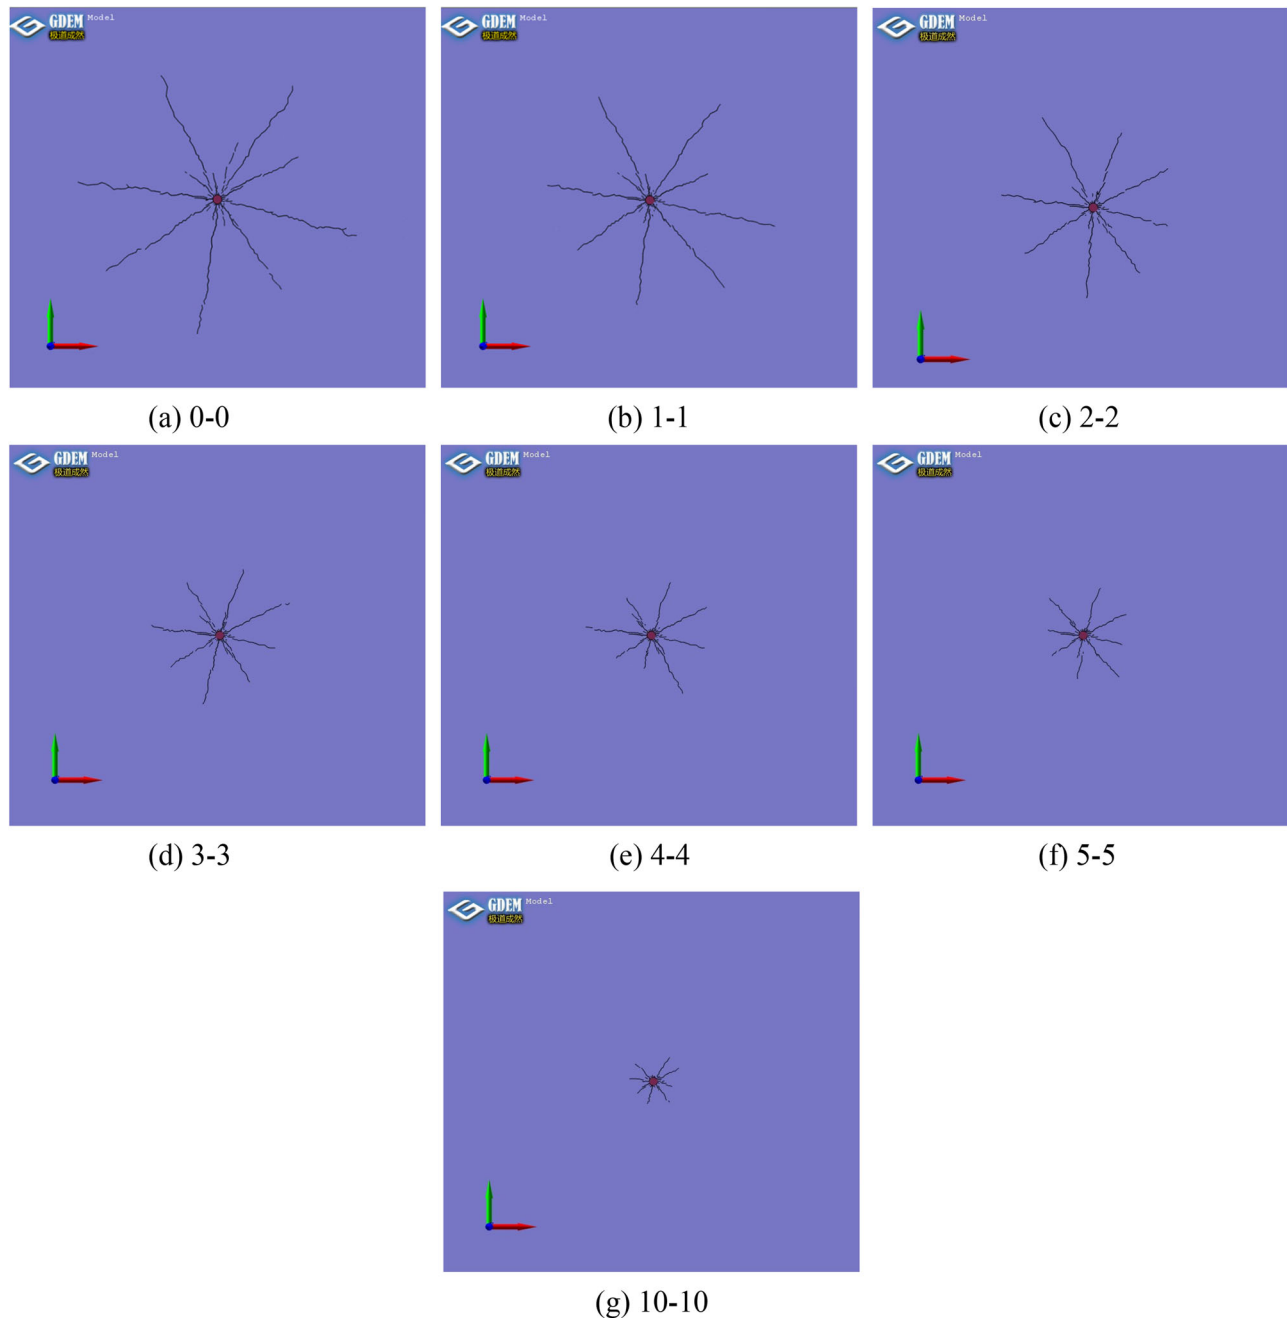 GDEM Model
极道成然
GDEM Model
极道成然
GDEM Model
极道成然
(a) 0-0
(b) 1-1
(c) 2-2
GDEM Model
极道成然
GDEM Model
极道成然
GDEM Model
极道成然
(d) 3-3
(e) 4-4
(f) 5-5
GDEM Model
极道成然
(g) 10-10